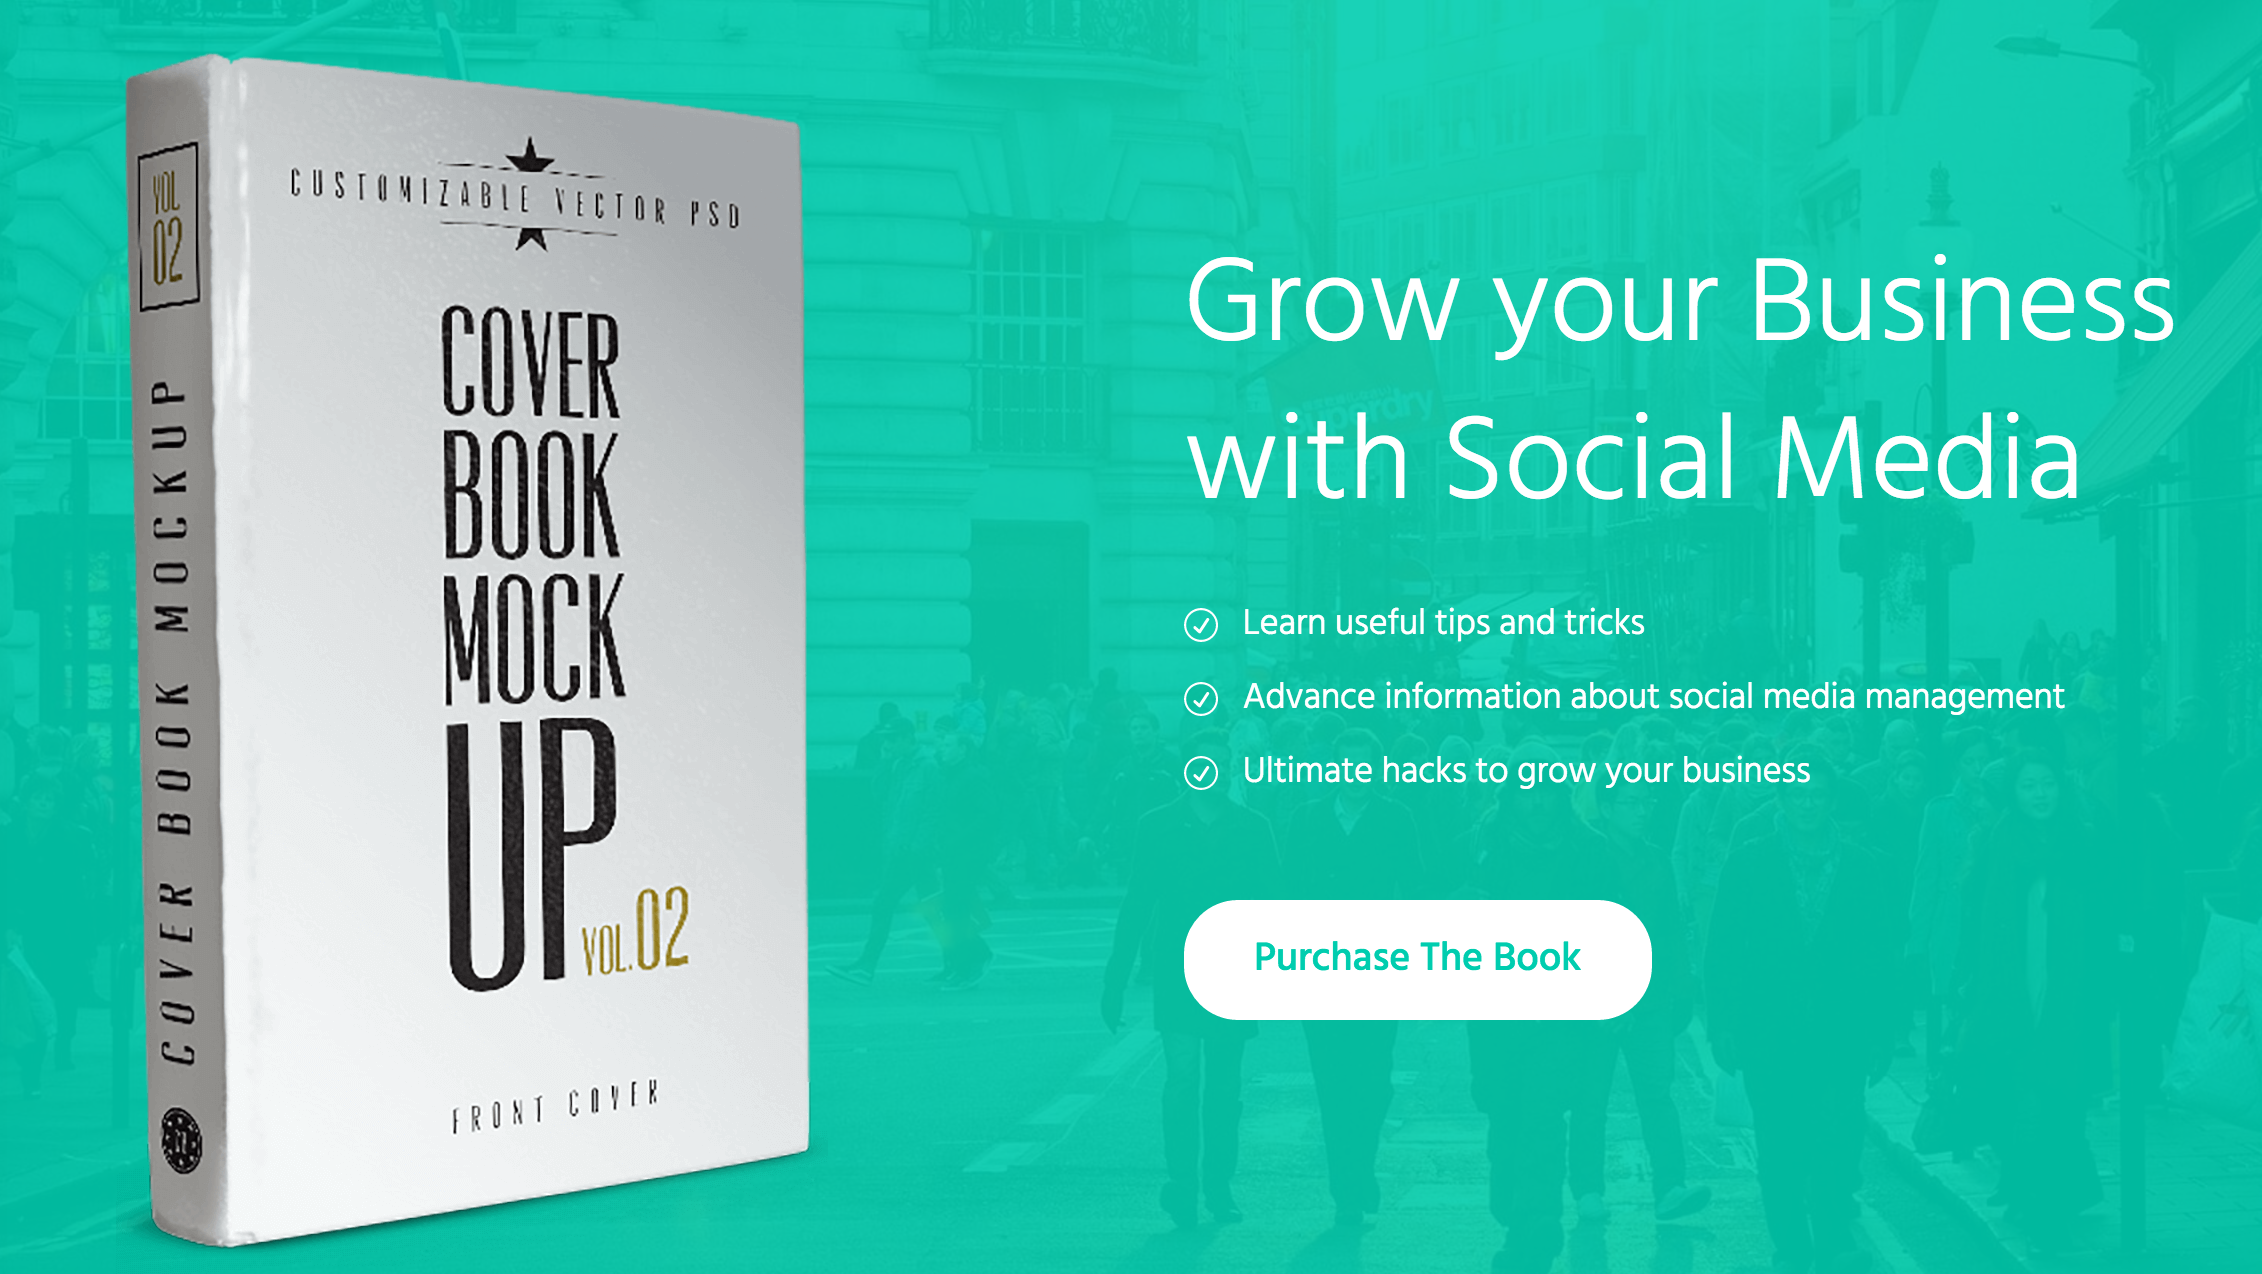 VOL
02
COVER BOOK MOCKUP
CUSTOMIZABLE VECTOR PSD
COVER
BOOK
MOCK
UP
VOL.02
FRONT COVER
Grow your Business
with Social Media
Learn useful tips and tricks
Advance information about social media management
Ultimate hacks to grow your business
Purchase The Book